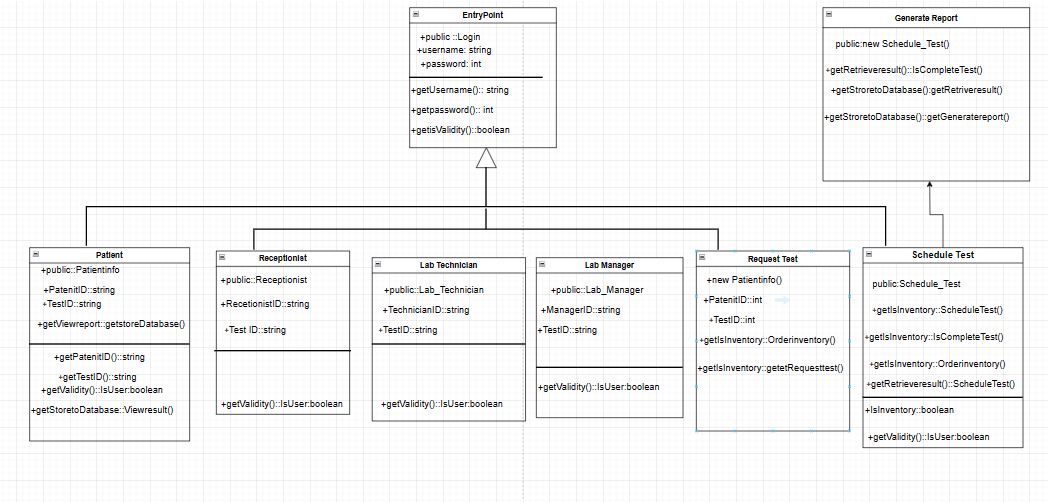 EntryPoint
+public ::Login
+username: string
+password: int
+getUsername():: string
+getpassword():: int
+getisValidity()::boolean
Generate Report
public:new Schedule_Test()
+getRetrieveresult()::IsCompleteTest()
+getStroretoDatabase():getRetriveresult()
+getStroretoDatabase()::getGeneratereport()
Patient
+public::Patientinfo
+PatenitID::string
+TestID::string
+getViewreport::getstoreDatabase()
+getPatenitID()::string
+getTestID()::string
+getValidity()::IsUser:boolean
+getStoretoDatabase::Viewresult()
Receptionist
+public::Receptionist
+RecetionistID::string
+Test ID::string
+getValidity()::IsUser:boolean
Lab Technician
+public::Lab_Technician
+TechnicianID::string
+TestID::string
+getValidity()::IsUser:boolean
Lab Manager
+public::Lab_Manager
+ManagerID::string
+TestID::string
+getValidity()::IsUser:boolean
Request Test
+new Patientinfo()
+PatenitID::int
+TestID::int
+getIsInventory::Orderinventory()
+getIsInventory::getetRequesttest()
Schedule Test
public:Schedule_Test
+getIsInventory::ScheduleTest()
+getIsInventory::IsCompleteTest()
+getIsInventory::Orderinventory()
+getRetrieveresult()::ScheduleTest()
+IsInventory::boolean
+getValidity()::IsUser:boolean